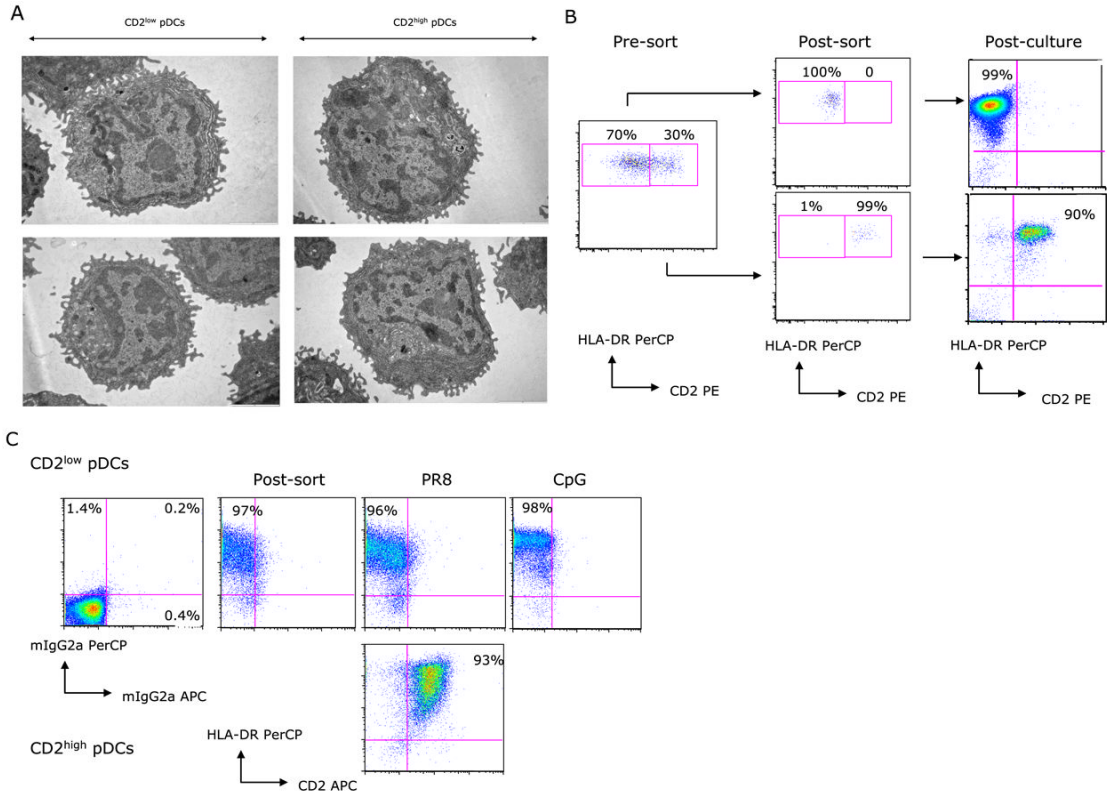 A
CD2low pDCs
CD2high pDCs
B
Pre-sort
Post-sort
Post-culture
70%
30%
100%
0
99%
1%
99%
90%
HLA-DR PerCP
CD2 PE
HLA-DR PerCP
CD2 PE
HLA-DR PerCP
CD2 PE
C
CD2low pDCs
Post-sort
PR8
CpG
1.4%
0.2%
0.4%
97%
96%
98%
mIgG2a PerCP
mIgG2a APC
93%
CD2high pDCs
HLA-DR PerCP
CD2 APC